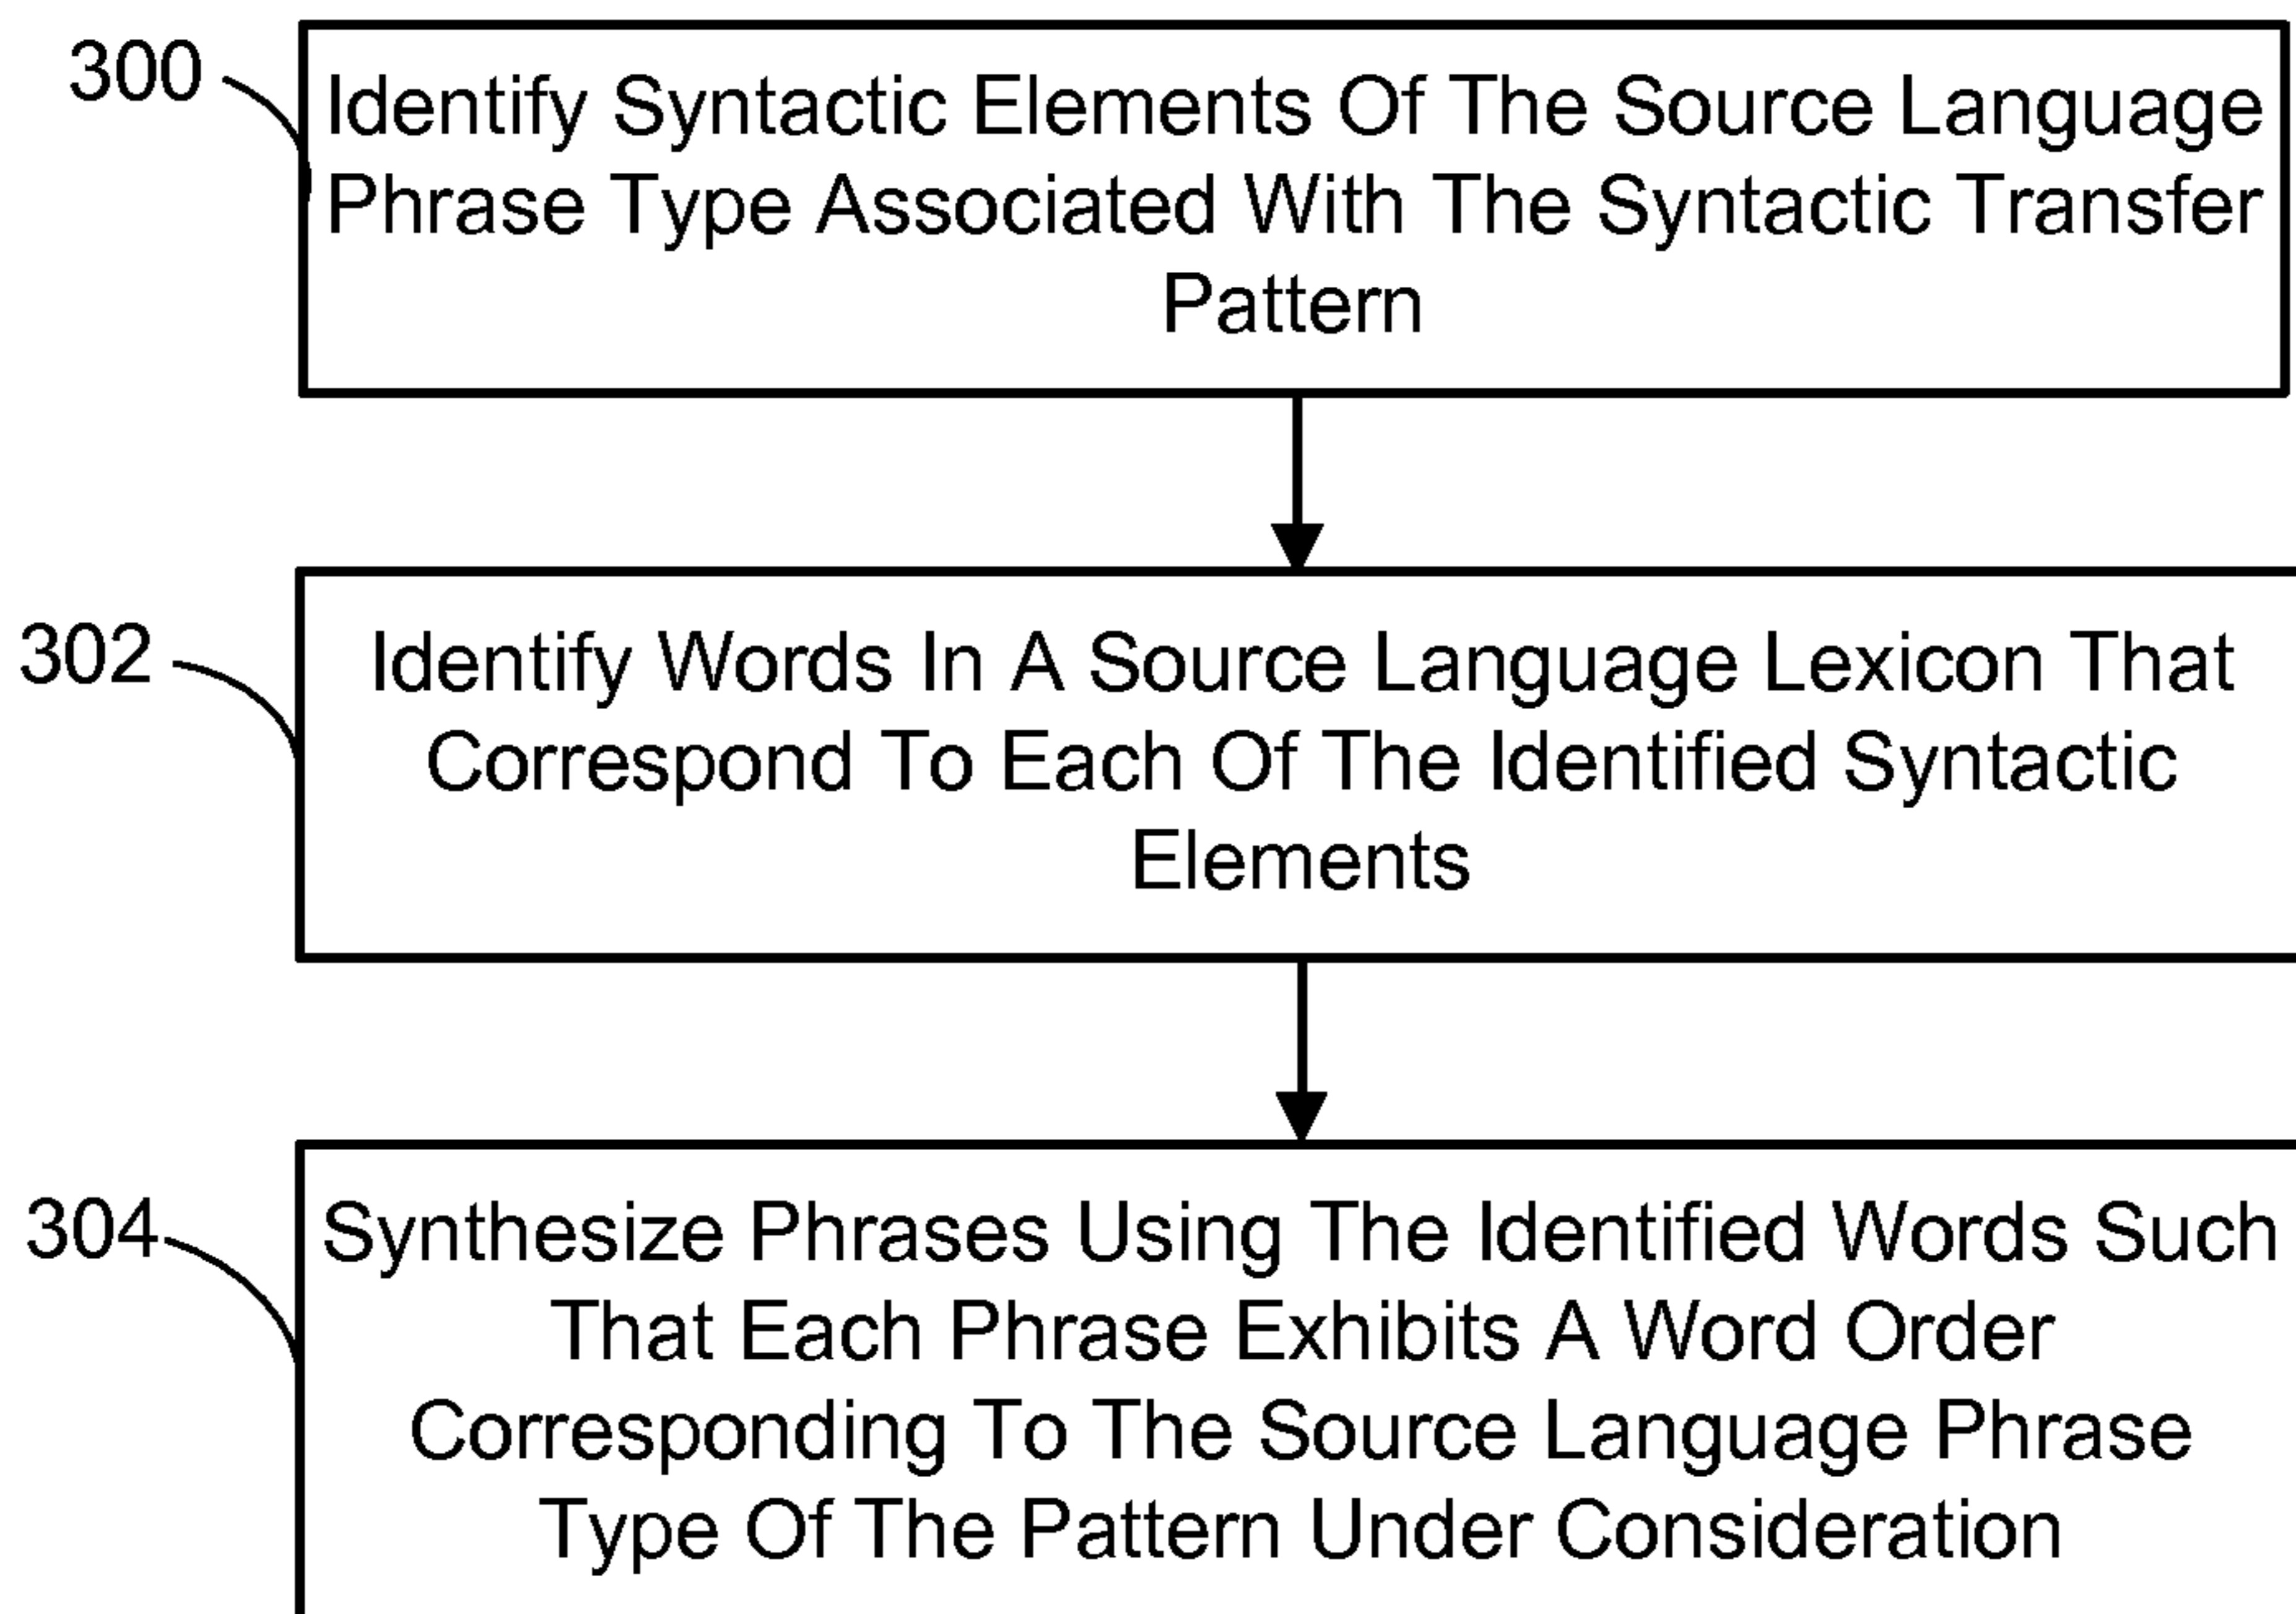 300
Identify Syntactic Elements Of The Source Language
Phrase Type Associated With The Syntactic Transfer
Pattern
302
Identify Words In A Source Language Lexicon That
Correspond To Each Of The Identified Syntactic
Elements
304
Synthesize Phrases Using The Identified Words Such
That Each Phrase Exhibits A Word Order
Corresponding To The Source Language Phrase
Type Of The Pattern Under Consideration